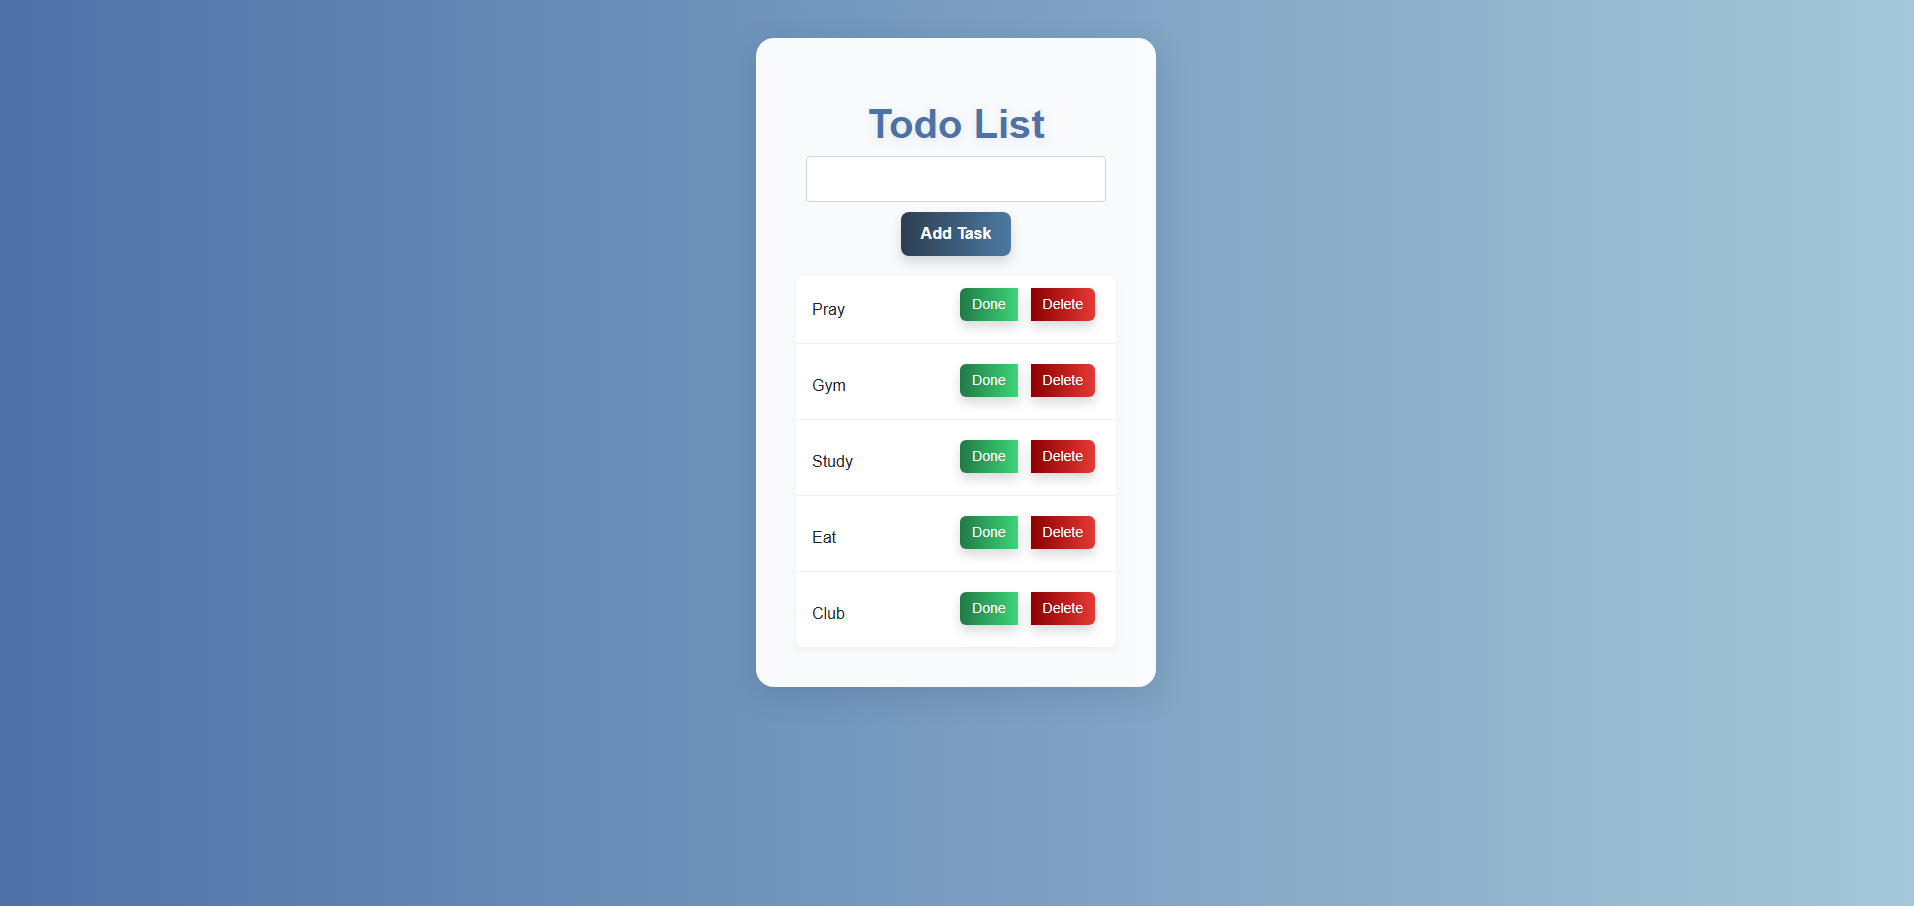 Todo List
Add Task
Pray Done Delete
Gym Done Delete
Study Done Delete
Eat Done Delete
Club Done Delete